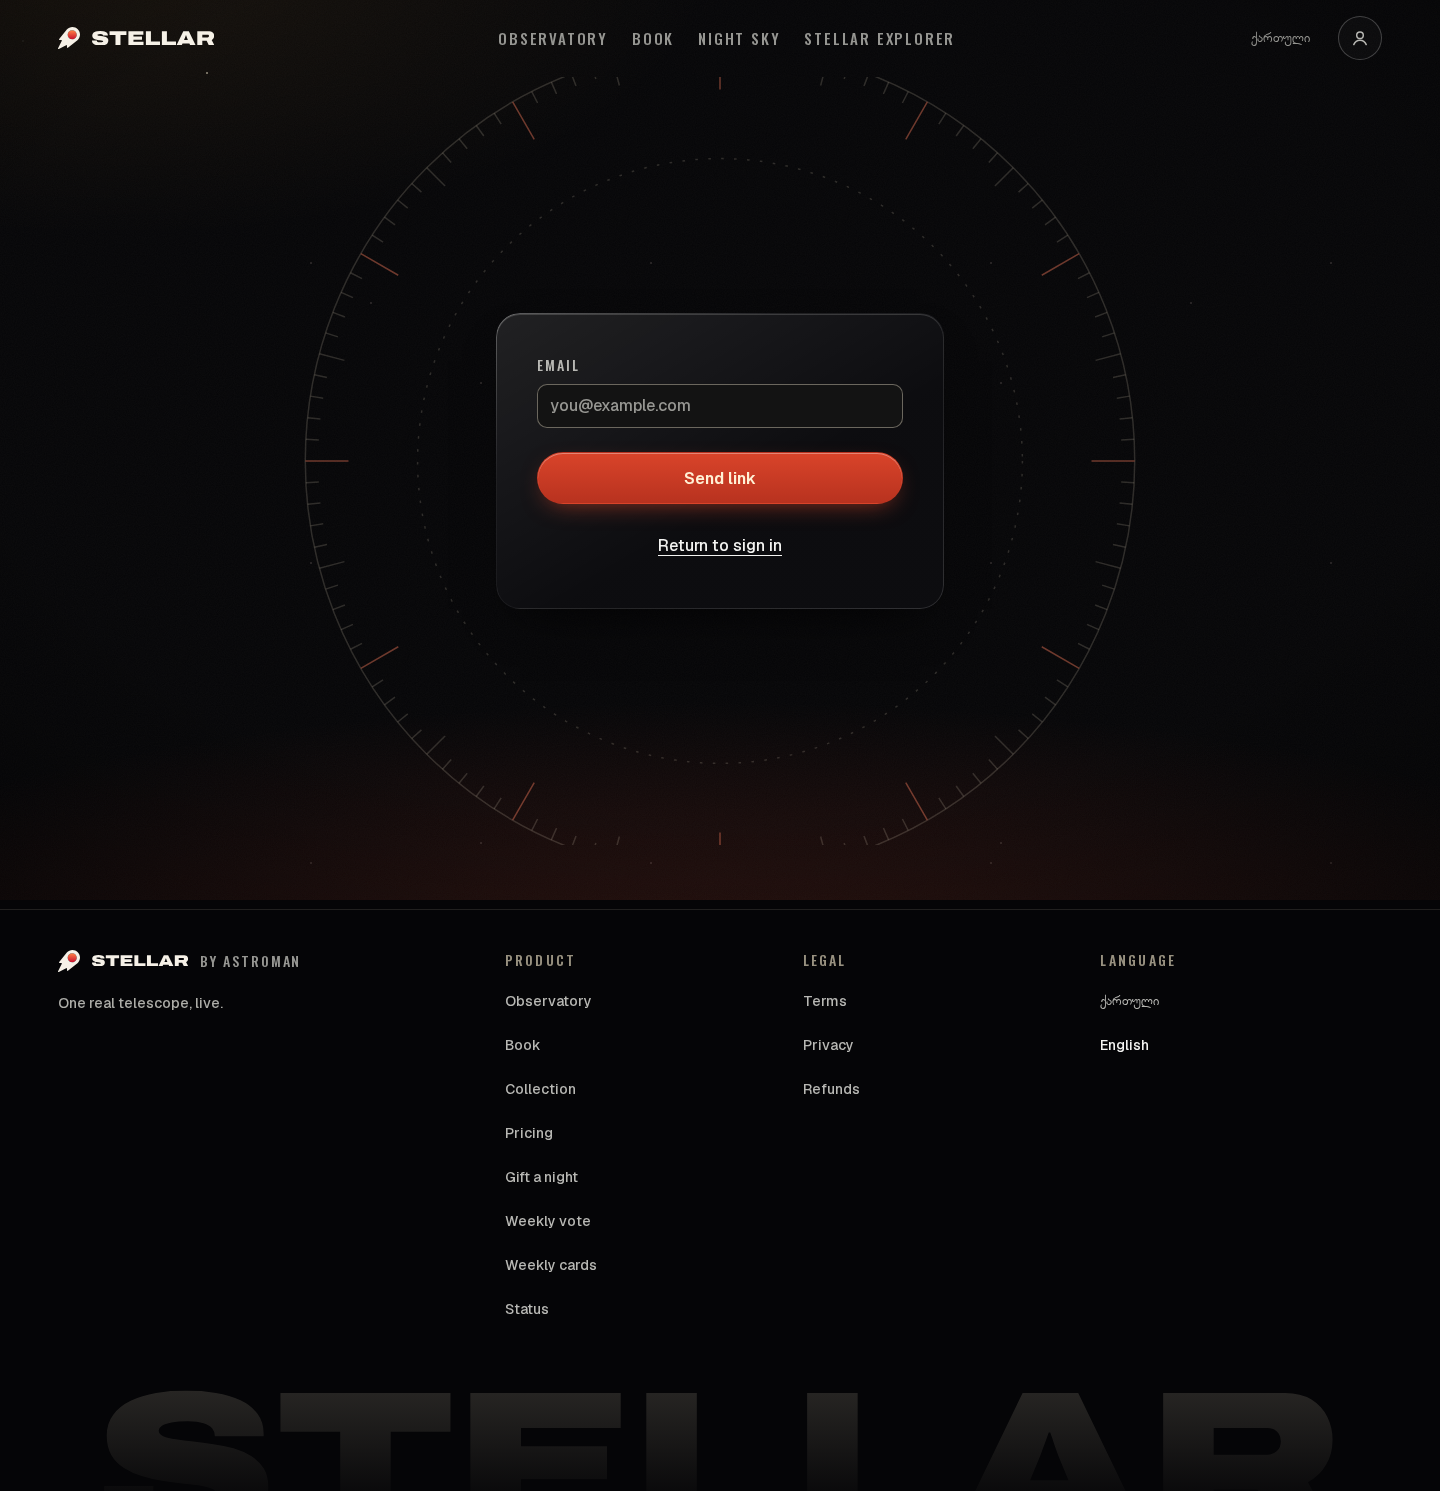 STELLAR
OBSERVATORY BOOK NIGHT SKY STELLAR EXPLORER
ქართული
EMAIL
you@example.com
Send link
Return to sign in
STELLAR BY ASTROMAN
One real telescope, live.
PRODUCT
Observatory
Book
Collection
Pricing
Gift a night
Weekly vote
Weekly cards
Status
LEGAL
Terms
Privacy
Refunds
LANGUAGE
ქართული
English
STELLAR